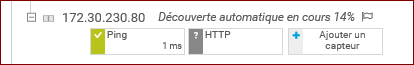 172.30.230.80 Découverte automatique en cours 14%
Ping
1 ms
? HTTP
Ajouter un
capteur